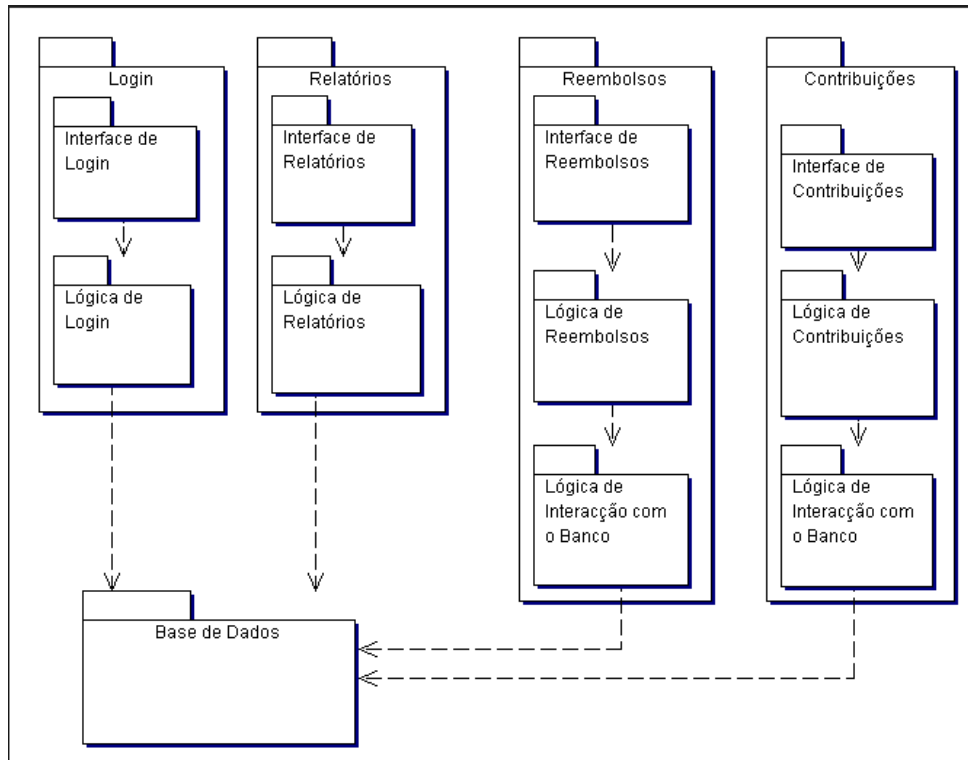 Login
Interface de
Login
Lógica de
Login
Relatórios
Interface de
Relatórios
Lógica de
Relatórios
Reembolsos
Interface de
Reembolsos
Lógica de
Reembolsos
Lógica de
Interacção com
o Banco
Contribuições
Interface de
Contribuições
Lógica de
Contribuições
Lógica de
Interacção com
o Banco
Base de Dados